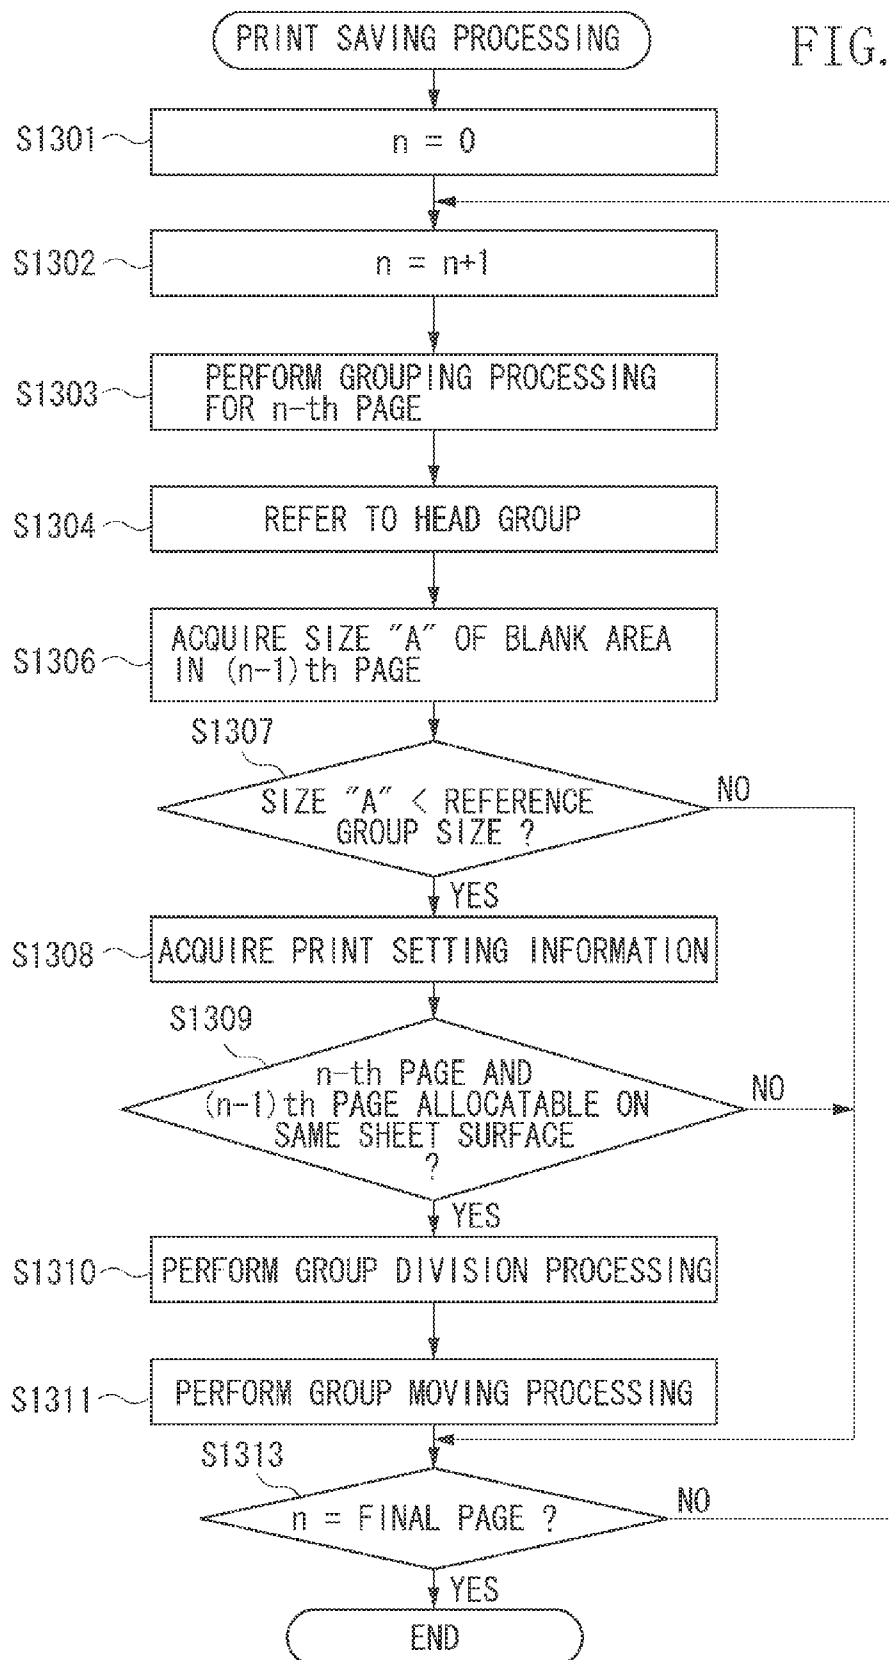 PRINT SAVING PROCESSING
FIG.
S1301
n = 0
S1302
n = n+1
S1303
PERFORM GROUPING PROCESSING
FOR n-th PAGE
S1304
REFER TO HEAD GROUP
S1306
ACQUIRE SIZE "A" OF BLANK AREA
IN (n-1)th PAGE
S1307
SIZE "A" < REFERENCE
GROUP SIZE ?
NO
YES
S1308
ACQUIRE PRINT SETTING INFORMATION
S1309
n-th PAGE AND
(n-1)th PAGE ALLOCATABLE ON
SAME SHEET SURFACE
?
NO
YES
S1310
PERFORM GROUP DIVISION PROCESSING
S1311
PERFORM GROUP MOVING PROCESSING
S1313
n = FINAL PAGE ?
NO
YES
END